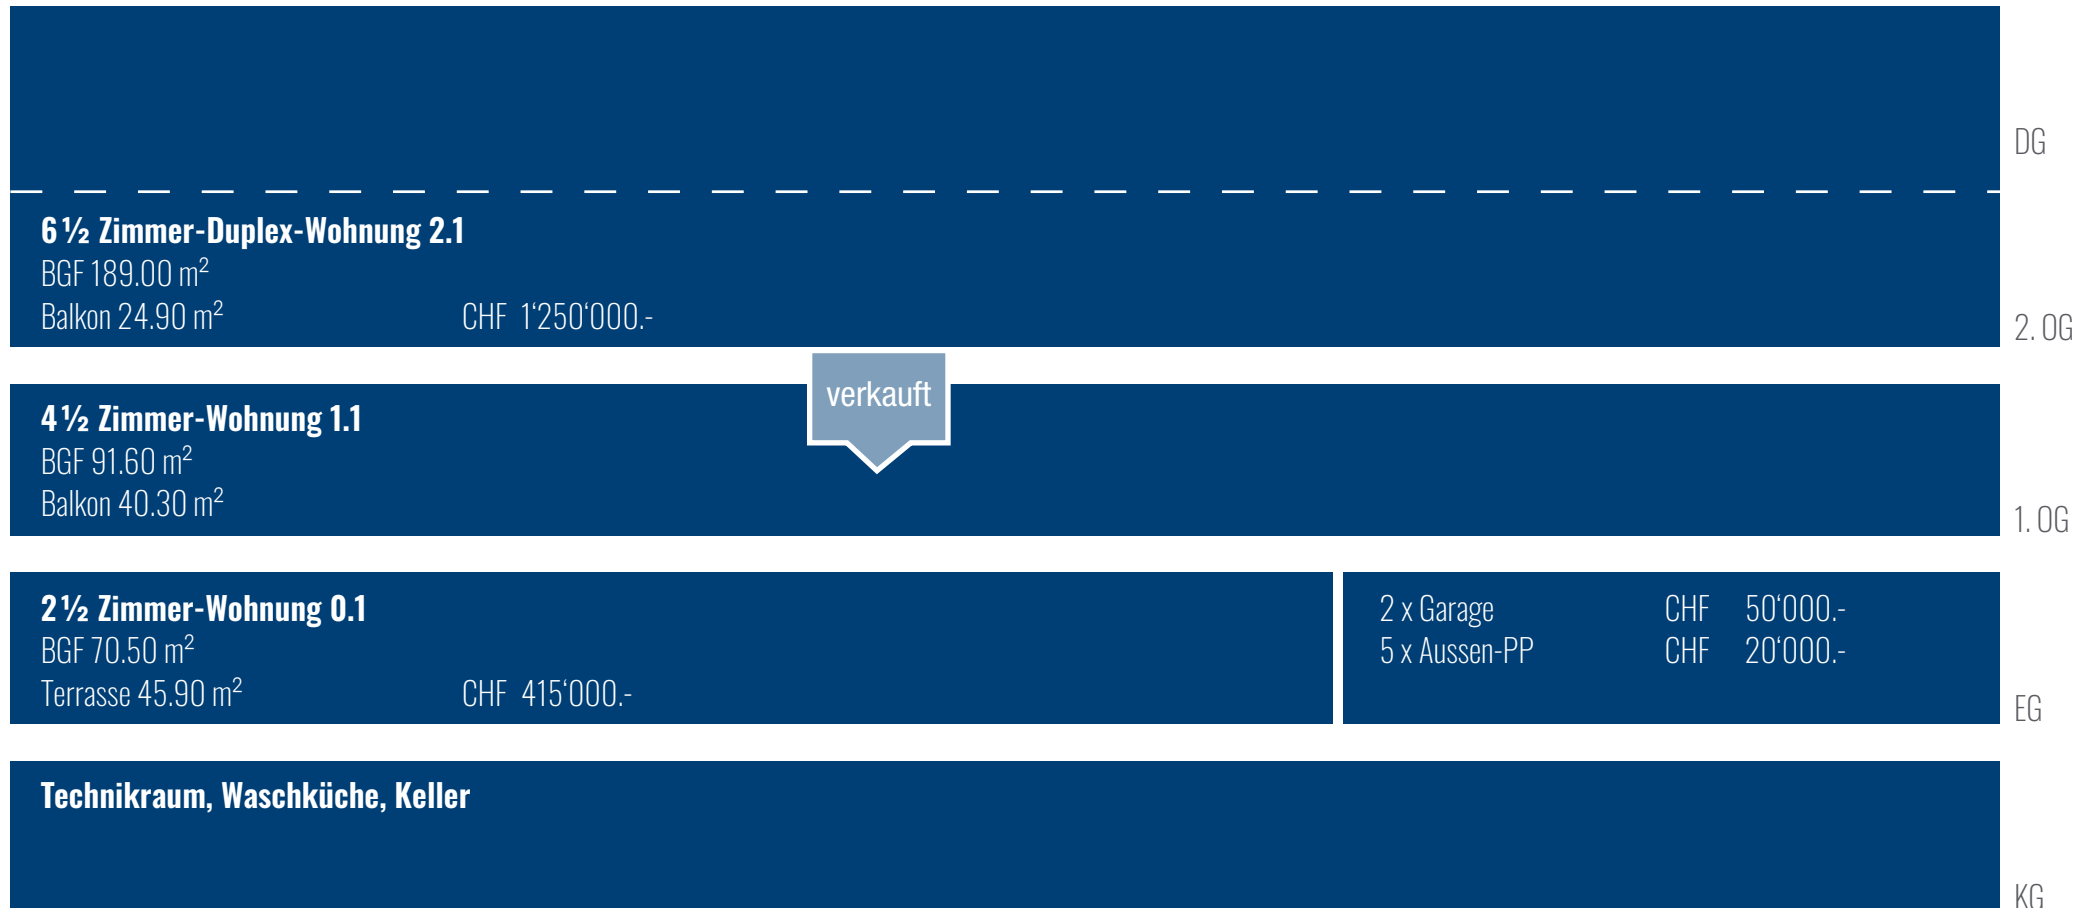 DG
6 ½ Zimmer-Duplex-Wohnung 2.1
BGF 189.00 m²
Balkon 24.90 m² CHF 1‘250‘000.-
2. OG
verkauft
4 ½ Zimmer-Wohnung 1.1
BGF 91.60 m²
Balkon 40.30 m²
1. OG
2 ½ Zimmer-Wohnung 0.1
BGF 70.50 m²
Terrasse 45.90 m² CHF 415‘000.-
2 x Garage CHF 50‘000.-
5 x Aussen-PP CHF 20‘000.-
EG
Technikraum, Waschküche, Keller
KG